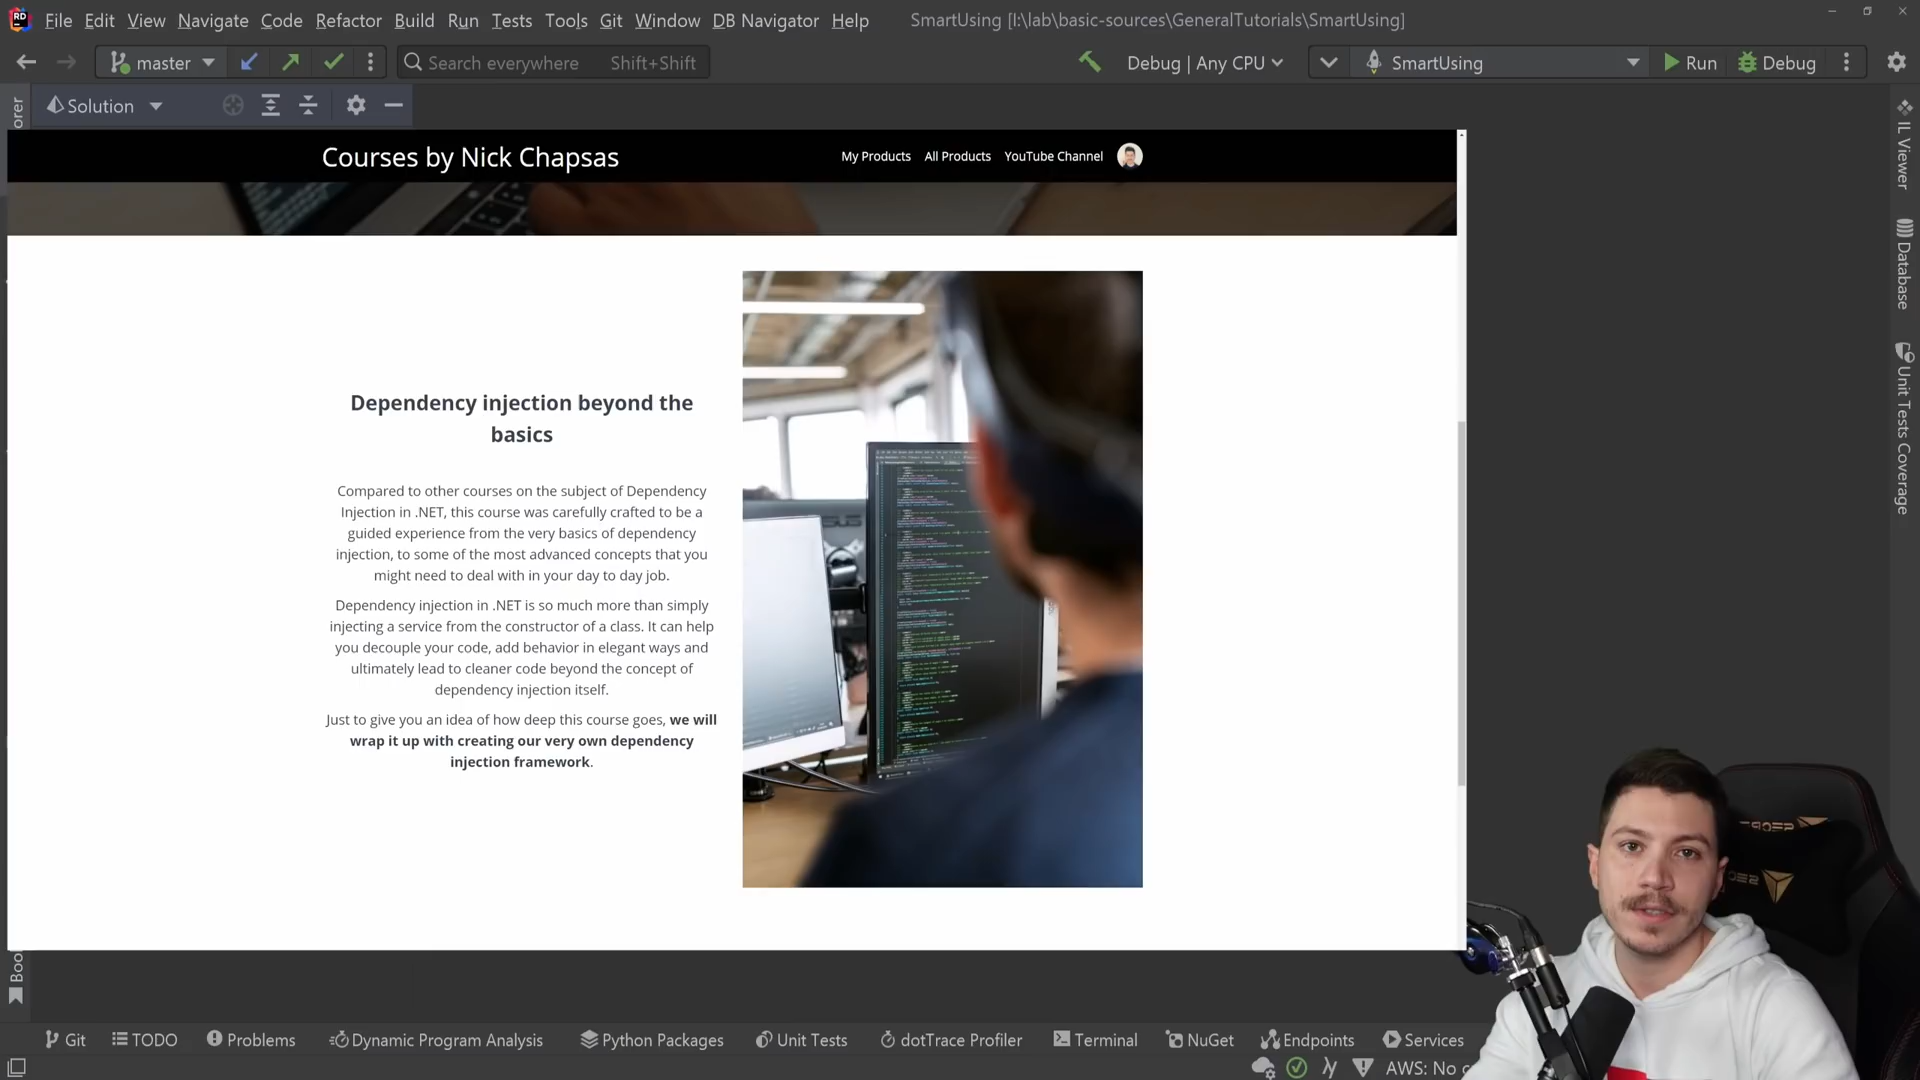 File Edit View Navigate Code Refactor Build Run Tests Tools Git Window DB Navigator Help SmartUsing [I:\lab\basic-sources\GeneralTutorials\SmartUsing]
master Search everywhere Shift+Shift Debug | Any CPU SmartUsing Run Debug
Solution
orer
Courses by Nick Chapsas My Products All Products YouTube Channel
Dependency injection beyond the
basics
Compared to other courses on the subject of Dependency
Injection in .NET, this course was carefully crafted to be a
guided experience from the very basics of dependency
injection, to some of the most advanced concepts that you
might need to deal with in your day to day job.
Dependency injection in .NET is so much more than simply
injecting a service from the constructor of a class. It can help
you decouple your code, add behavior in elegant ways and
ultimately lead to cleaner code beyond the concept of
dependency injection itself.
Just to give you an idea of how deep this course goes, we will
wrap it up with creating our very own dependency
injection framework.
IL Viewer
Database
Unit Tests Coverage
Boo
Git TODO Problems Dynamic Program Analysis Python Packages Unit Tests dotTrace Profiler Terminal NuGet Endpoints Services
AWS: No c